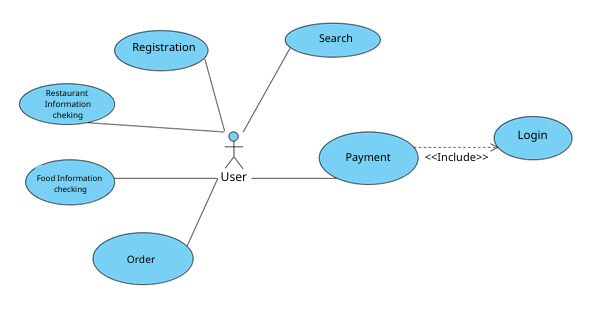 Search
Registration
Restaurant
Information
cheking
Login
Payment
<<Include>>
User
Food Information
checking
Order